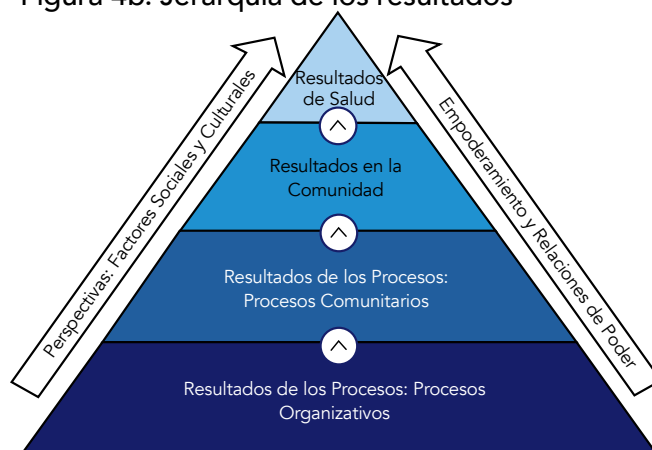 Figura 4b. Jerarquía de los resultados
Resultados
de Salud
Resultados en la
Comunidad
Resultados de los Procesos:
Procesos Comunitarios
Resultados de los Procesos: Procesos
Organizativos
Perspectivas: Factores Sociales y Culturales
Empoderamiento y Relaciones de Poder